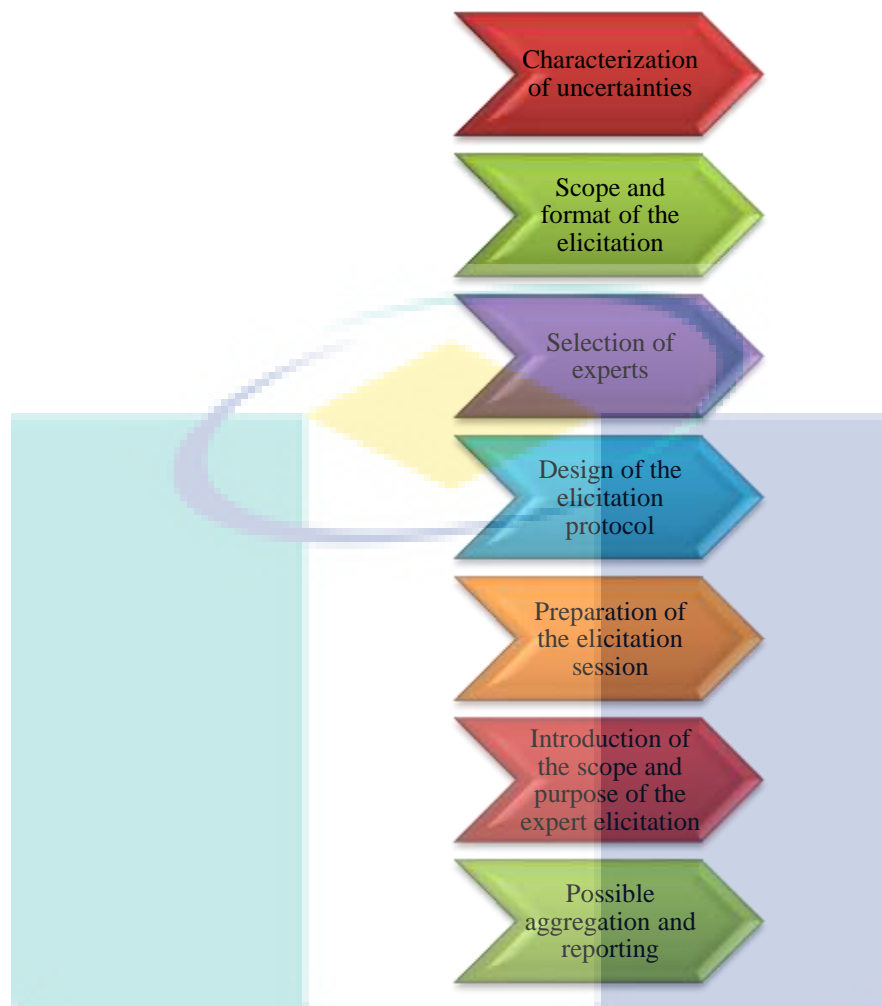 Characterization
of uncertainties
Scope and
format of the
elicitation
Selection of
experts
Design of the
elicitation
protocol
Preparation of
the elicitation
session
Introduction of
the scope and
purpose of the
expert elicitation
Possible
aggregation and
reporting